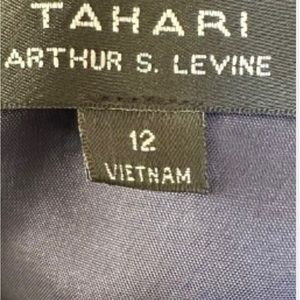 TAHARI
ARTHUR S. LEVINE
12
VIETNAM